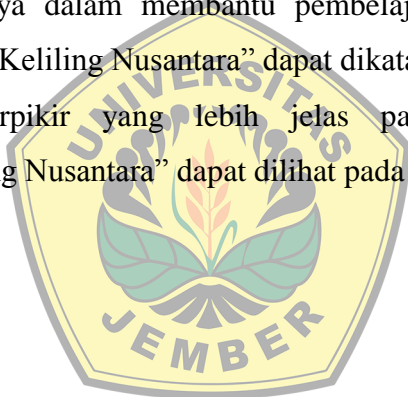 ya dalam membantu pembelaj
Keliling Nusantara” dapat dikata
rpikir yang lebih jelas pa
g Nusantara” dapat dilihat pada
UNIVERSITAS
JEMBER